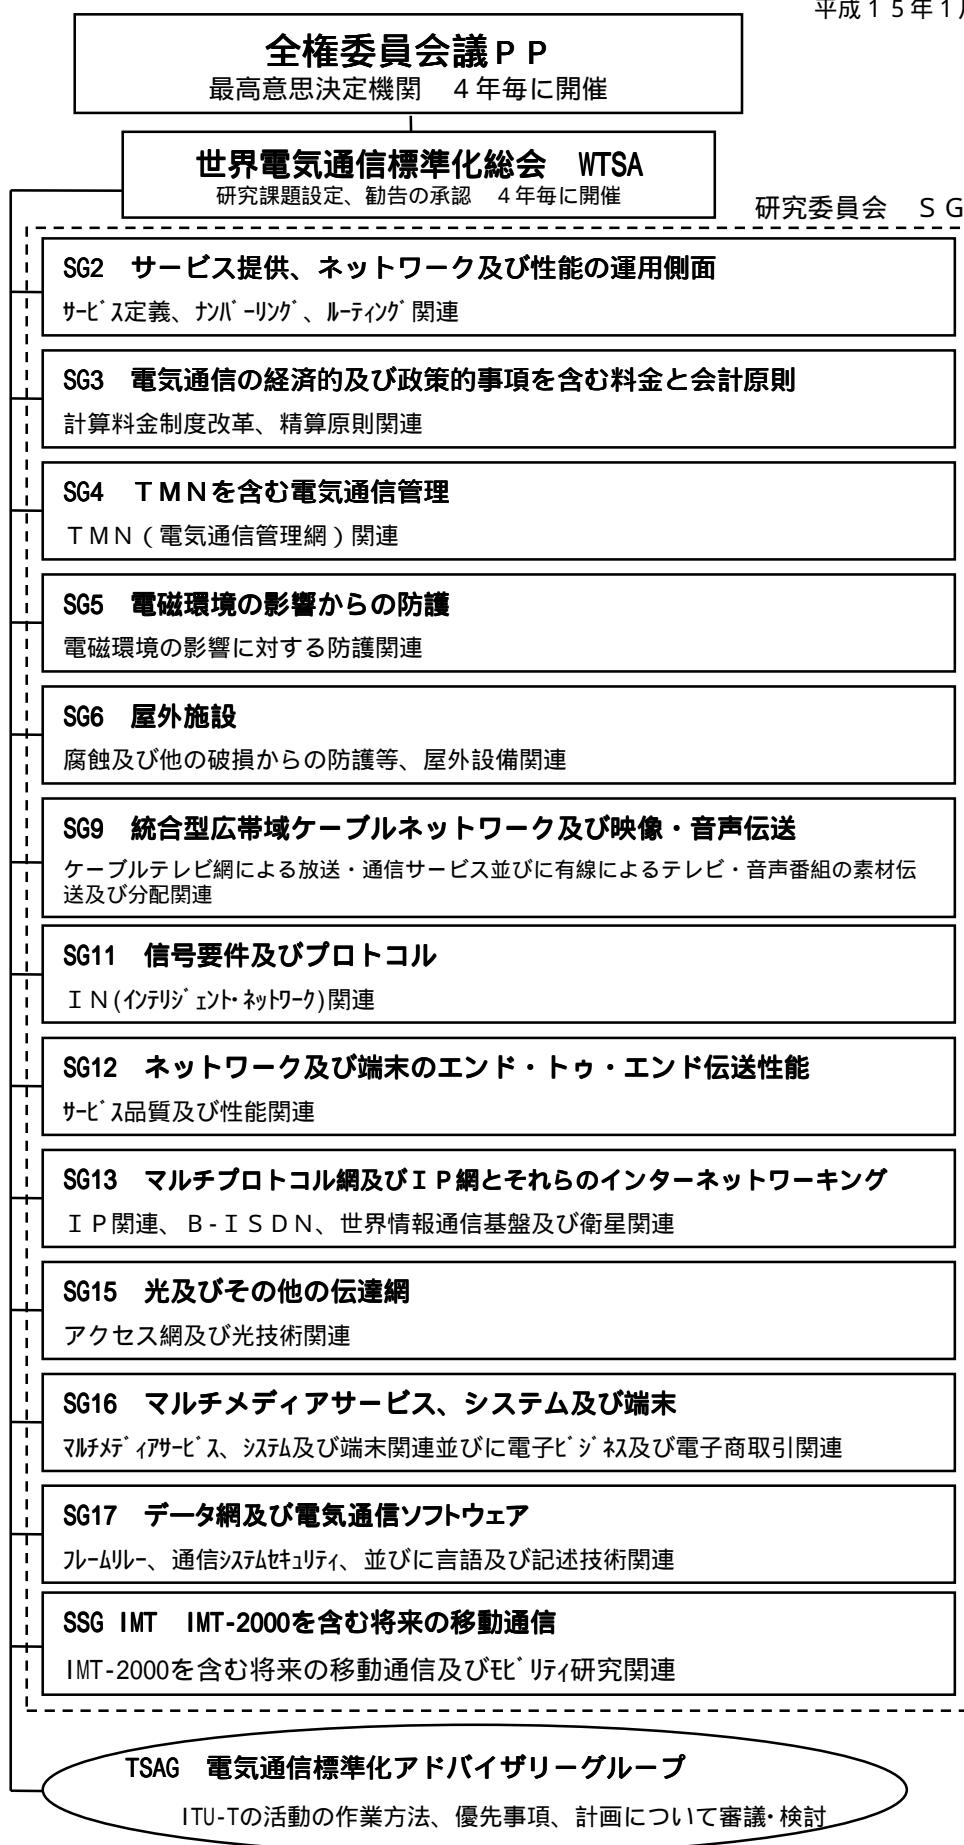 平成１５年１月
全権委員会議ＰＰ
最高意思決定機関　４年毎に開催
世界電気通信標準化総会　WTSA
研究課題設定、勧告の承認　４年毎に開催
研究委員会　ＳＧ
SG2　サービス提供、ネットワーク及び性能の運用側面
ｻｰﾋﾞｽ定義、ﾅﾝﾊﾞｰﾘﾝｸﾞ、ﾙｰﾃｨﾝｸﾞ関連
SG3　電気通信の経済的及び政策的事項を含む料金と会計原則
計算料金制度改革、精算原則関連
SG4　ＴＭＮを含む電気通信管理
ＴＭＮ（電気通信管理網）関連
SG5　電磁環境の影響からの防護
電磁環境の影響に対する防護関連
SG6　屋外施設
腐蝕及び他の破損からの防護等、屋外設備関連
SG9　統合型広帯域ケーブルネットワーク及び映像・音声伝送
ケーブルテレビ網による放送・通信サービス並びに有線によるテレビ・音声番組の素材伝
送及び分配関連
SG11　信号要件及びプロトコル
ＩＮ(ｲﾝﾃﾘｼﾞｪﾝﾄ･ﾈｯﾄﾜｰｸ)関連
SG12　ネットワーク及び端末のエンド・トゥ・エンド伝送性能
ｻｰﾋﾞｽ品質及び性能関連
SG13　マルチプロトコル網及びＩＰ網とそれらのインターネットワーキング
ＩＰ関連、Ｂ-ＩＳＤＮ、世界情報通信基盤及び衛星関連
SG15　光及びその他の伝達網
アクセス網及び光技術関連
SG16　マルチメディアサービス、システム及び端末
ﾏﾙﾁﾒﾃﾞｨｱｻｰﾋﾞｽ、ｼｽﾃﾑ及び端末関連並びに電子ﾋﾞｼﾞﾈｽ及び電子商取引関連
SG17　データ網及び電気通信ソフトウェア
ﾌﾚｰﾑﾘﾚｰ、通信ｼｽﾃﾑｾｷｭﾘﾃｨ、並びに言語及び記述技術関連
SSG IMT　IMT-2000を含む将来の移動通信
IMT-2000を含む将来の移動通信及びﾓﾋﾞﾘﾃｨ研究関連
TSAG　電気通信標準化アドバイザリーグループ
ITU-Tの活動の作業方法、優先事項、計画について審議･検討